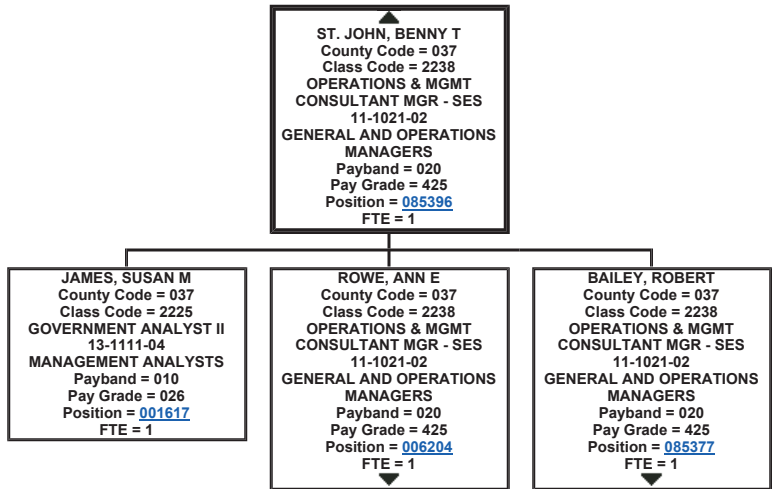 ST. JOHN, BENNY T
County Code = 037
Class Code = 2238
OPERATIONS & MGMT
CONSULTANT MGR - SES
11-1021-02
GENERAL AND OPERATIONS
MANAGERS
Payband = 020
Pay Grade = 425
Position = 085396
FTE = 1
JAMES, SUSAN M
County Code = 037
Class Code = 2225
GOVERNMENT ANALYST II
13-1111-04
MANAGEMENT ANALYSTS
Payband = 010
Pay Grade = 026
Position = 001617
FTE = 1
ROWE, ANN E
County Code = 037
Class Code = 2238
OPERATIONS & MGMT
CONSULTANT MGR - SES
11-1021-02
GENERAL AND OPERATIONS
MANAGERS
Payband = 020
Pay Grade = 425
Position = 006204
FTE = 1
BAILEY, ROBERT
County Code = 037
Class Code = 2238
OPERATIONS & MGMT
CONSULTANT MGR - SES
11-1021-02
GENERAL AND OPERATIONS
MANAGERS
Payband = 020
Pay Grade = 425
Position = 085377
FTE = 1